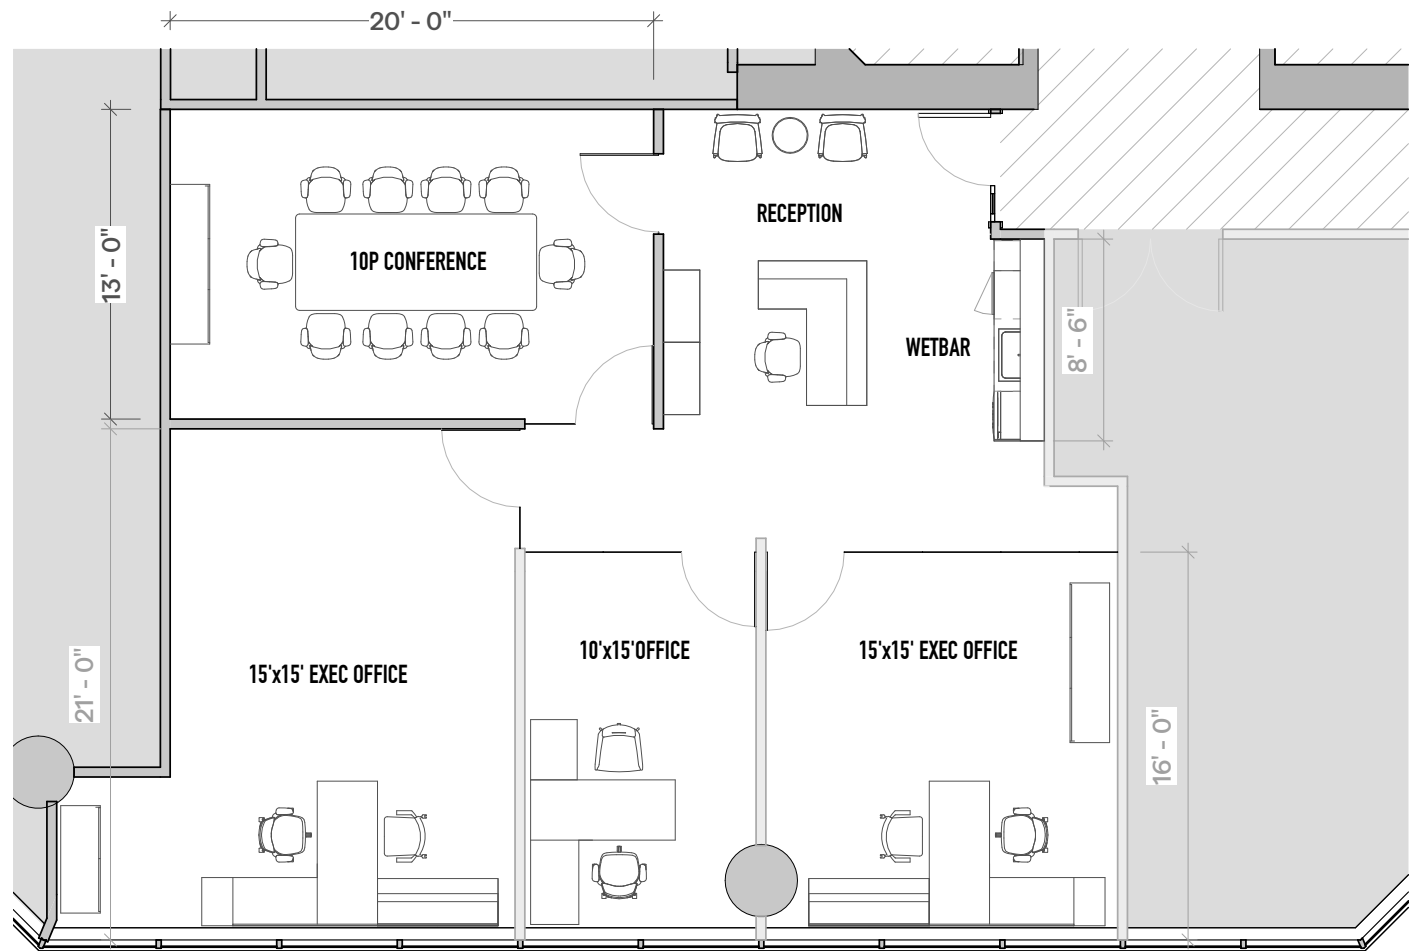 20' - 0"
RECEPTION
13' - 0"
10P CONFERENCE
8' - 6"
WETBAR
21' - 0"
15'x15' EXEC OFFICE
10'x15'OFFICE
15'x15' EXEC OFFICE
16' - 0"